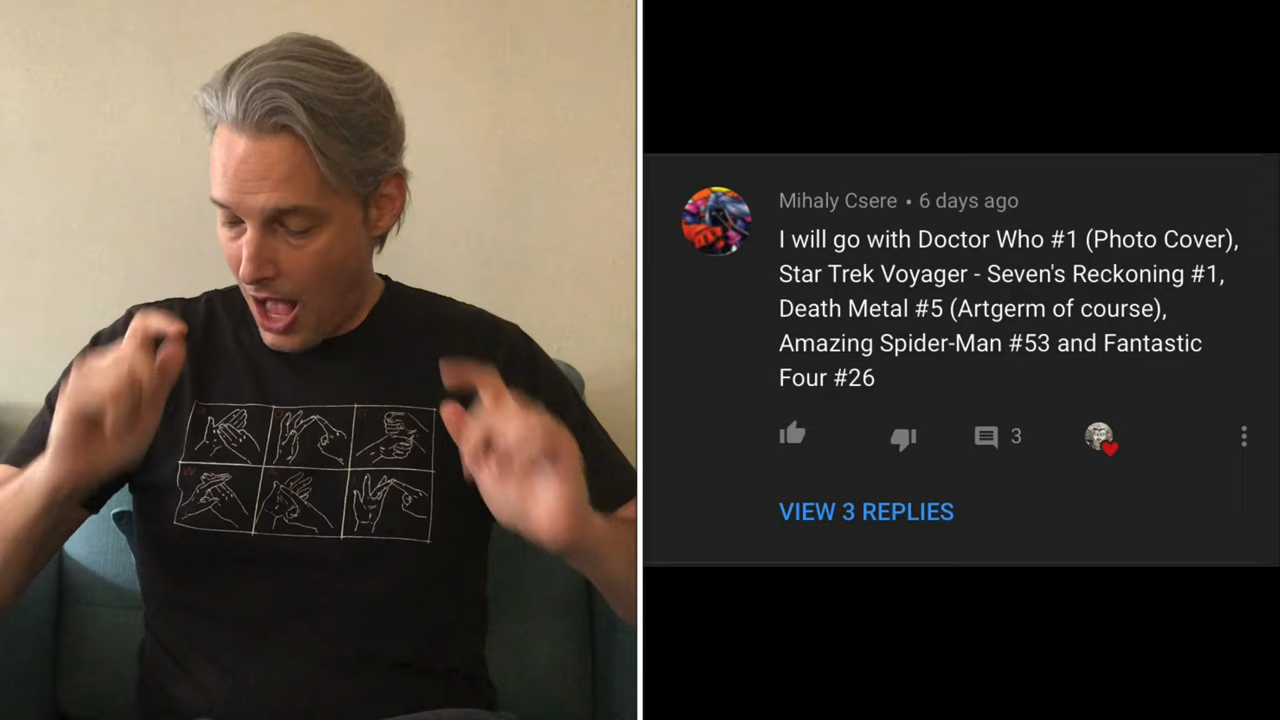 Mihaly Csere • 6 days ago
I will go with Doctor Who #1 (Photo Cover),
Star Trek Voyager - Seven's Reckoning #1,
Death Metal #5 (Artgerm of course),
Amazing Spider-Man #53 and Fantastic
Four #26
3
VIEW 3 REPLIES